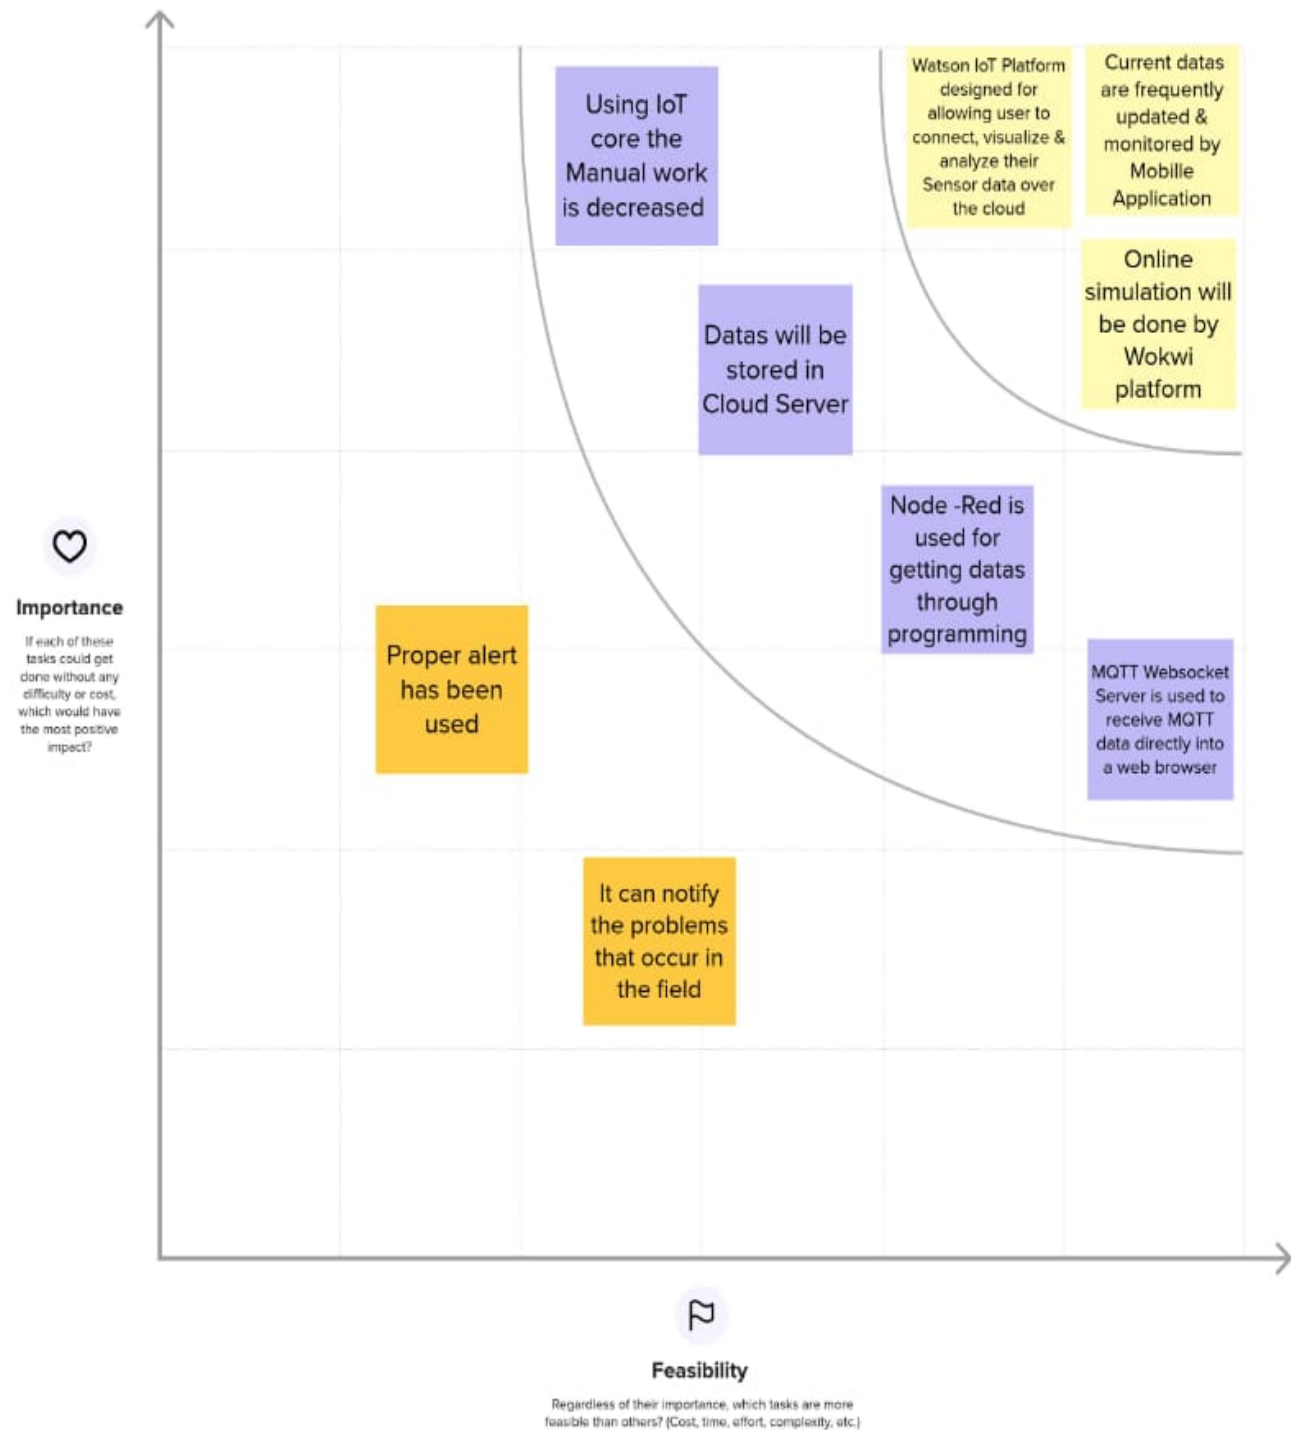 Using IoT
core the
Manual work
is decreased
Watson IoT Platform
designed for
allowing user to
connect, visualize &
analyze their
Sensor data over
the cloud
Current datas
are frequently
updated &
monitored by
Mobille
Application
Online
simulation will
be done by
Wokwi
platform
Datas will be
stored in
Cloud Server
Node -Red is
used for
getting datas
through
programming
MQTT Websocket
Server is used to
receive MQTT
data directly into
a web browser
Proper alert
has been
used
It can notify
the problems
that occur in
the field
Importance
If each of these
tasks could get
done without any
difficulty or cost,
which would have
the most positive
impact?
Feasibility
Regardless of their importance, which tasks are more
feasible than others? (Cost, time, effort, complexity, etc.)